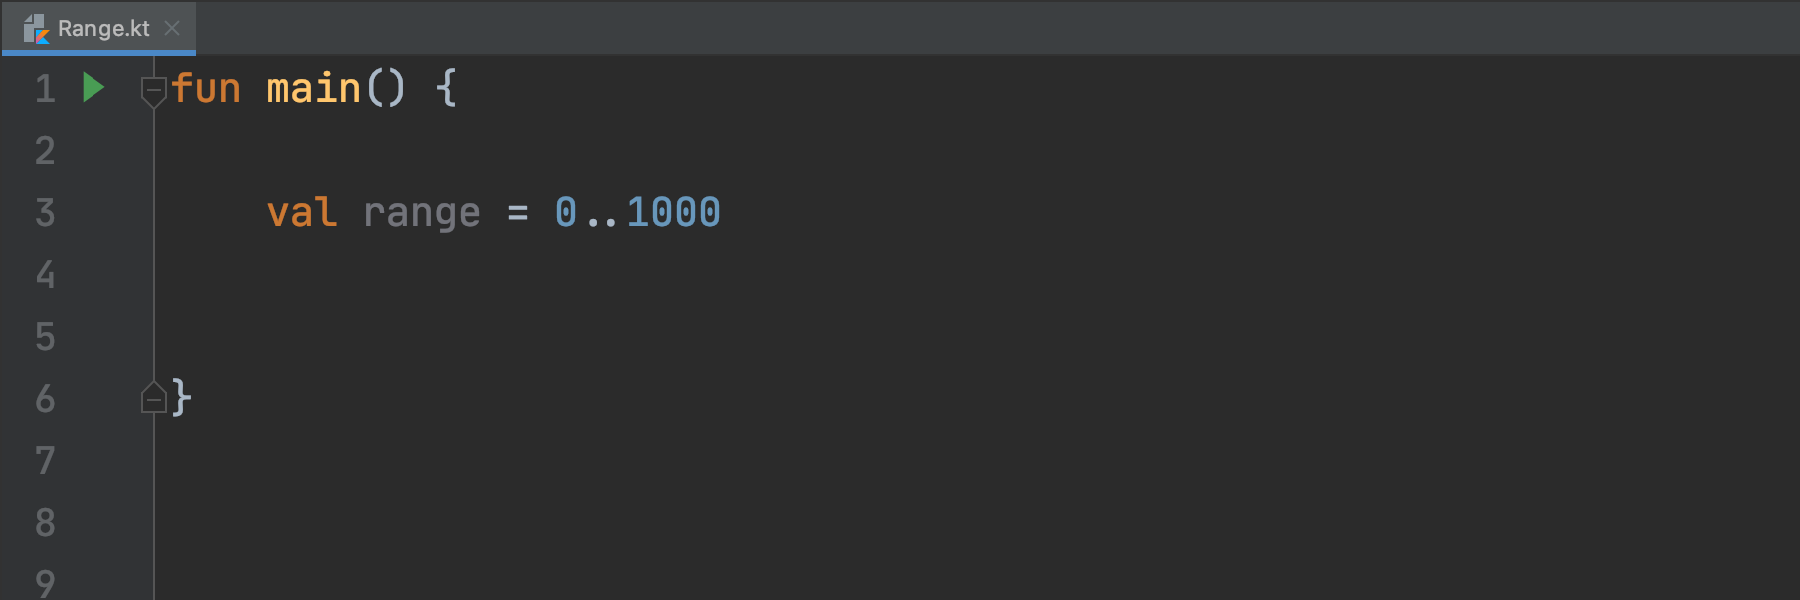 Range.kt
1 fun main() {
2
3 val range = 0..1000
4
5
6 }
7
8
9